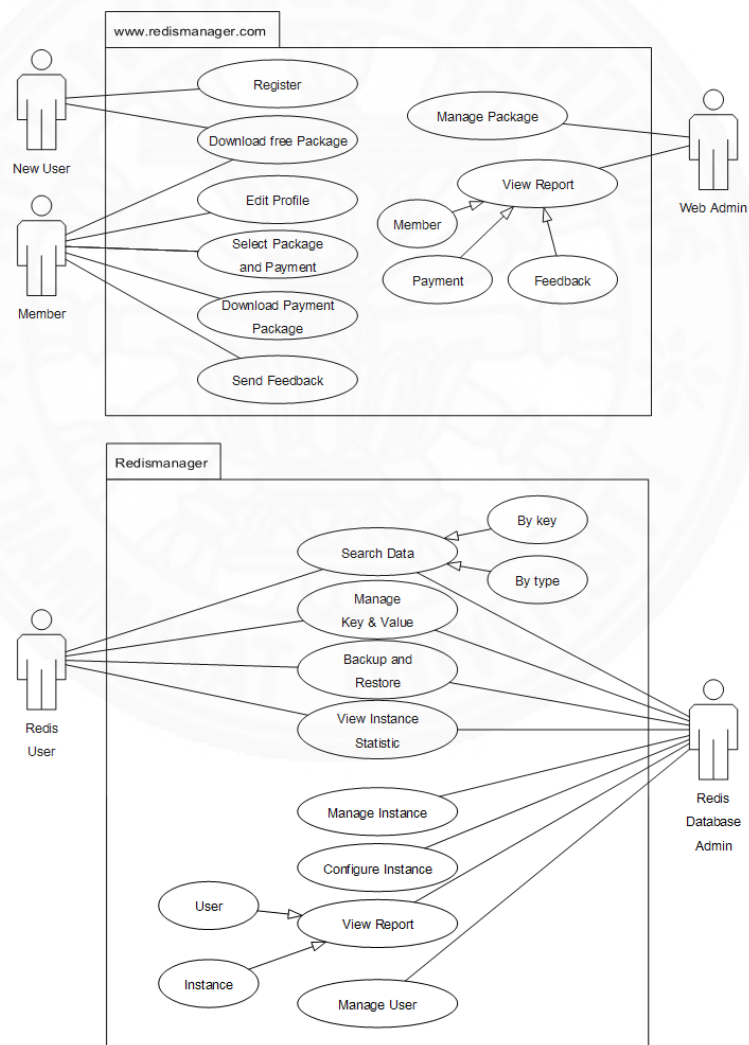 www.redismanager.com
Register
Download free Package
Edit Profile
Select Package
and Payment
Download Payment
Package
Send Feedback
New User
Member
Manage Package
View Report
Member
Payment
Feedback
Web Admin
Redismanager
Search Data
By key
By type
Manage
Key & Value
Backup and
Restore
View Instance
Statistic
Manage Instance
Configure Instance
User
View Report
Instance
Manage User
Redis
User
Redis
Database
Admin